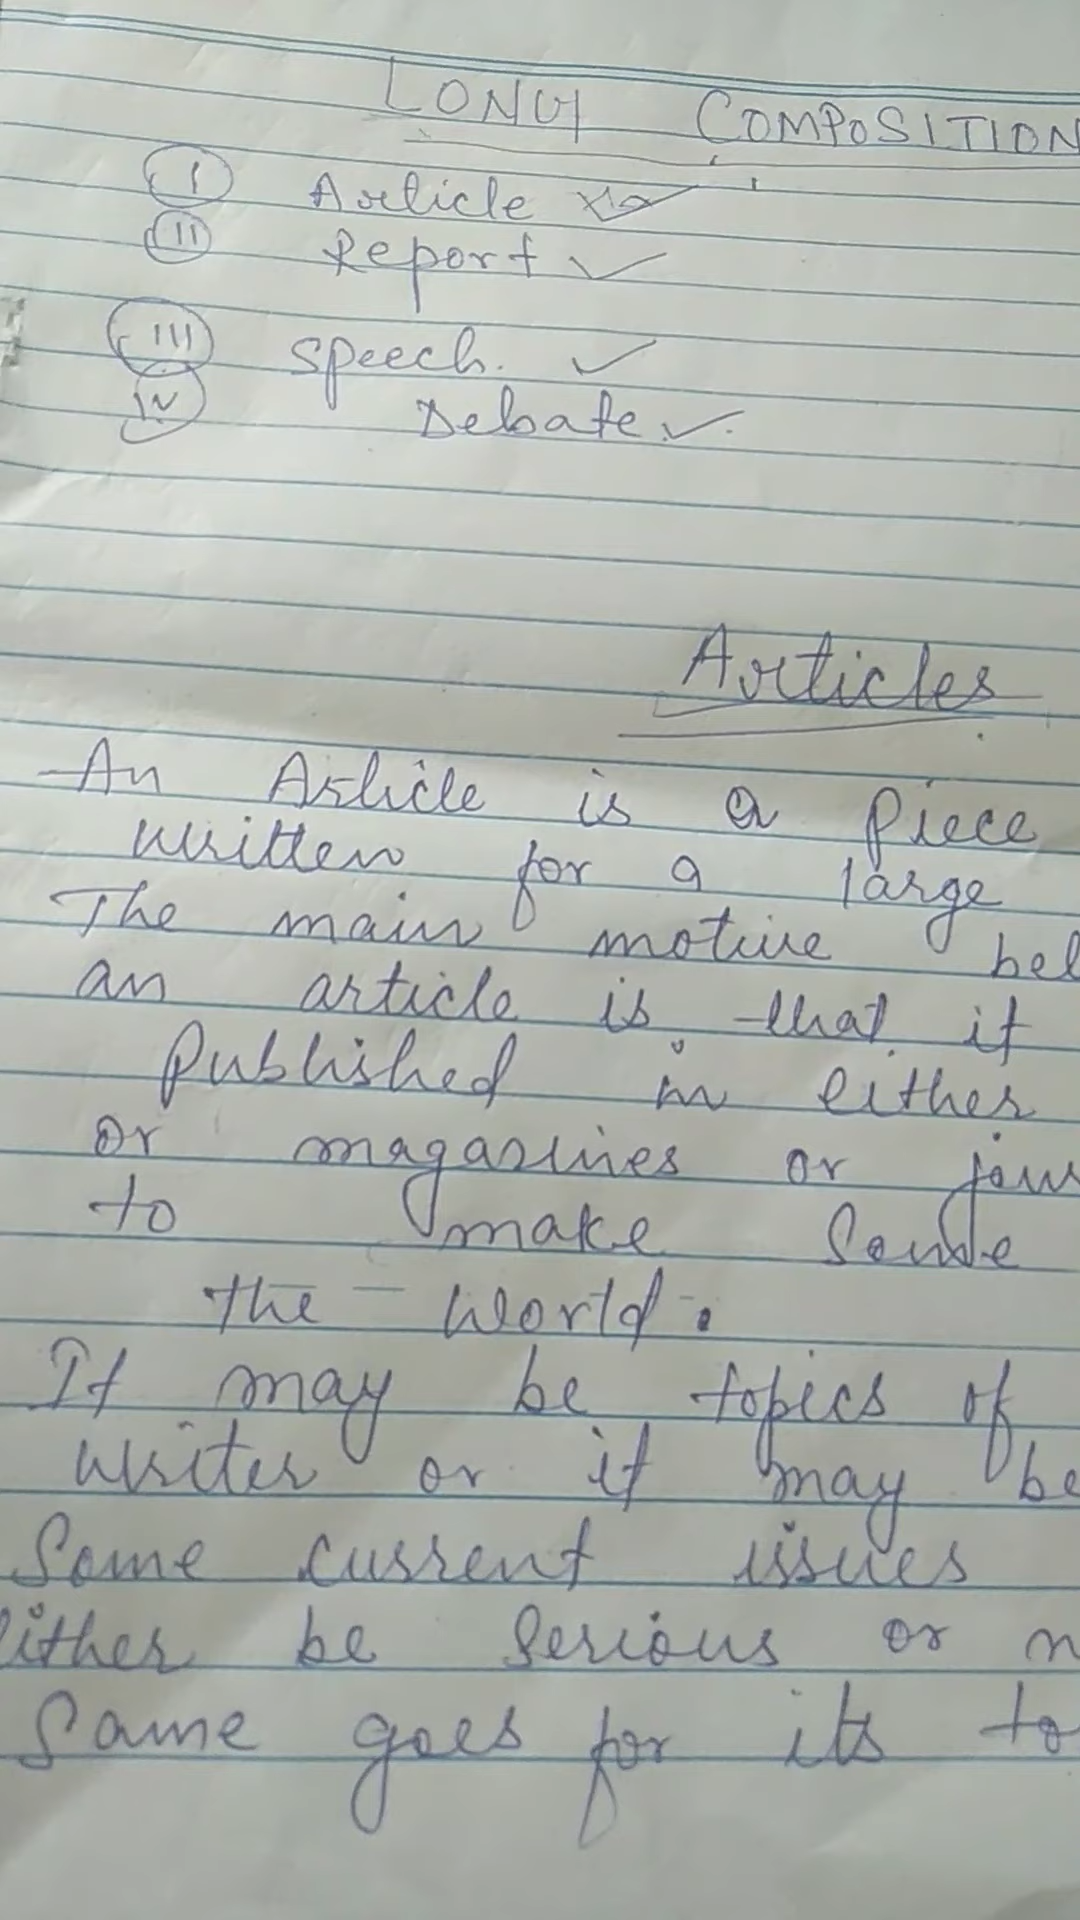 LONG COMPOSITION
I Article
II Report ✓
III Speech. ✓
IV Debate ✓.
Articles
An Article is a piece
written for a large
The main motive
an article is that it
Published in either
or magazines or
to make
the - world.
It may be topics of
writer or it may be
Some current issues
either be serious or
Same goes for its